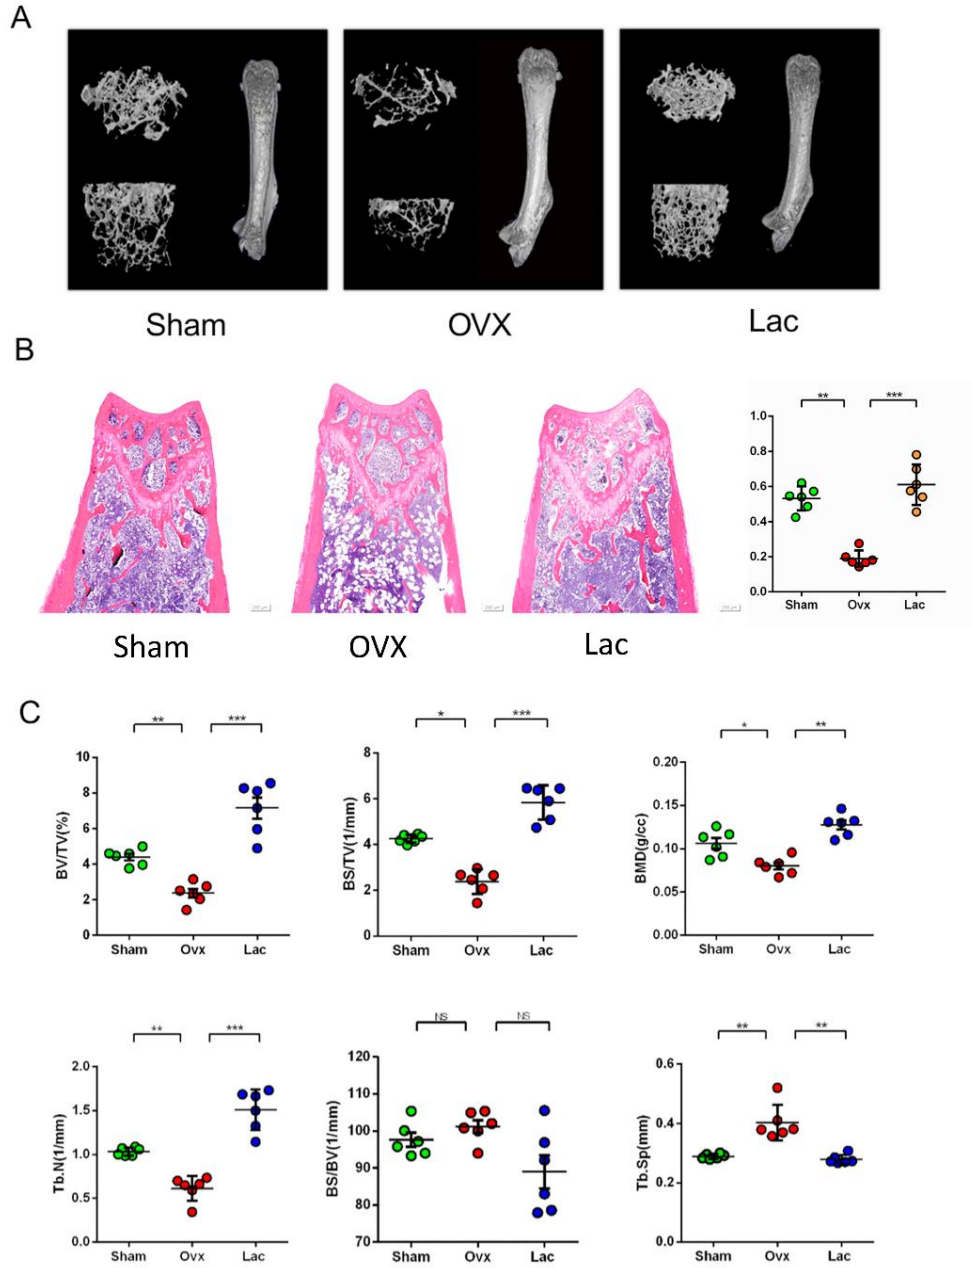 A
Sham OVX Lac
B
** ***
1.0
0.8
0.6
0.4
0.2
0.0
Sham Ovx Lac
Sham OVX Lac
C
** ***
10
8
6
4
2
0
BV/TV(%)
Sham Ovx Lac
* ***
8
6
4
2
0
BS/TV(1/mm)
Sham Ovx Lac
* **
0.20
0.15
0.10
0.05
0.00
BMD(g/cc)
Sham Ovx Lac
** ***
2.0
1.5
1.0
0.5
0.0
Tb.N(1/mm)
Sham Ovx Lac
NS NS
120
110
100
90
80
70
BS/BV(1/mm)
Sham Ovx Lac
** **
0.6
0.4
0.2
0.0
Tb.Sp(mm)
Sham Ovx Lac